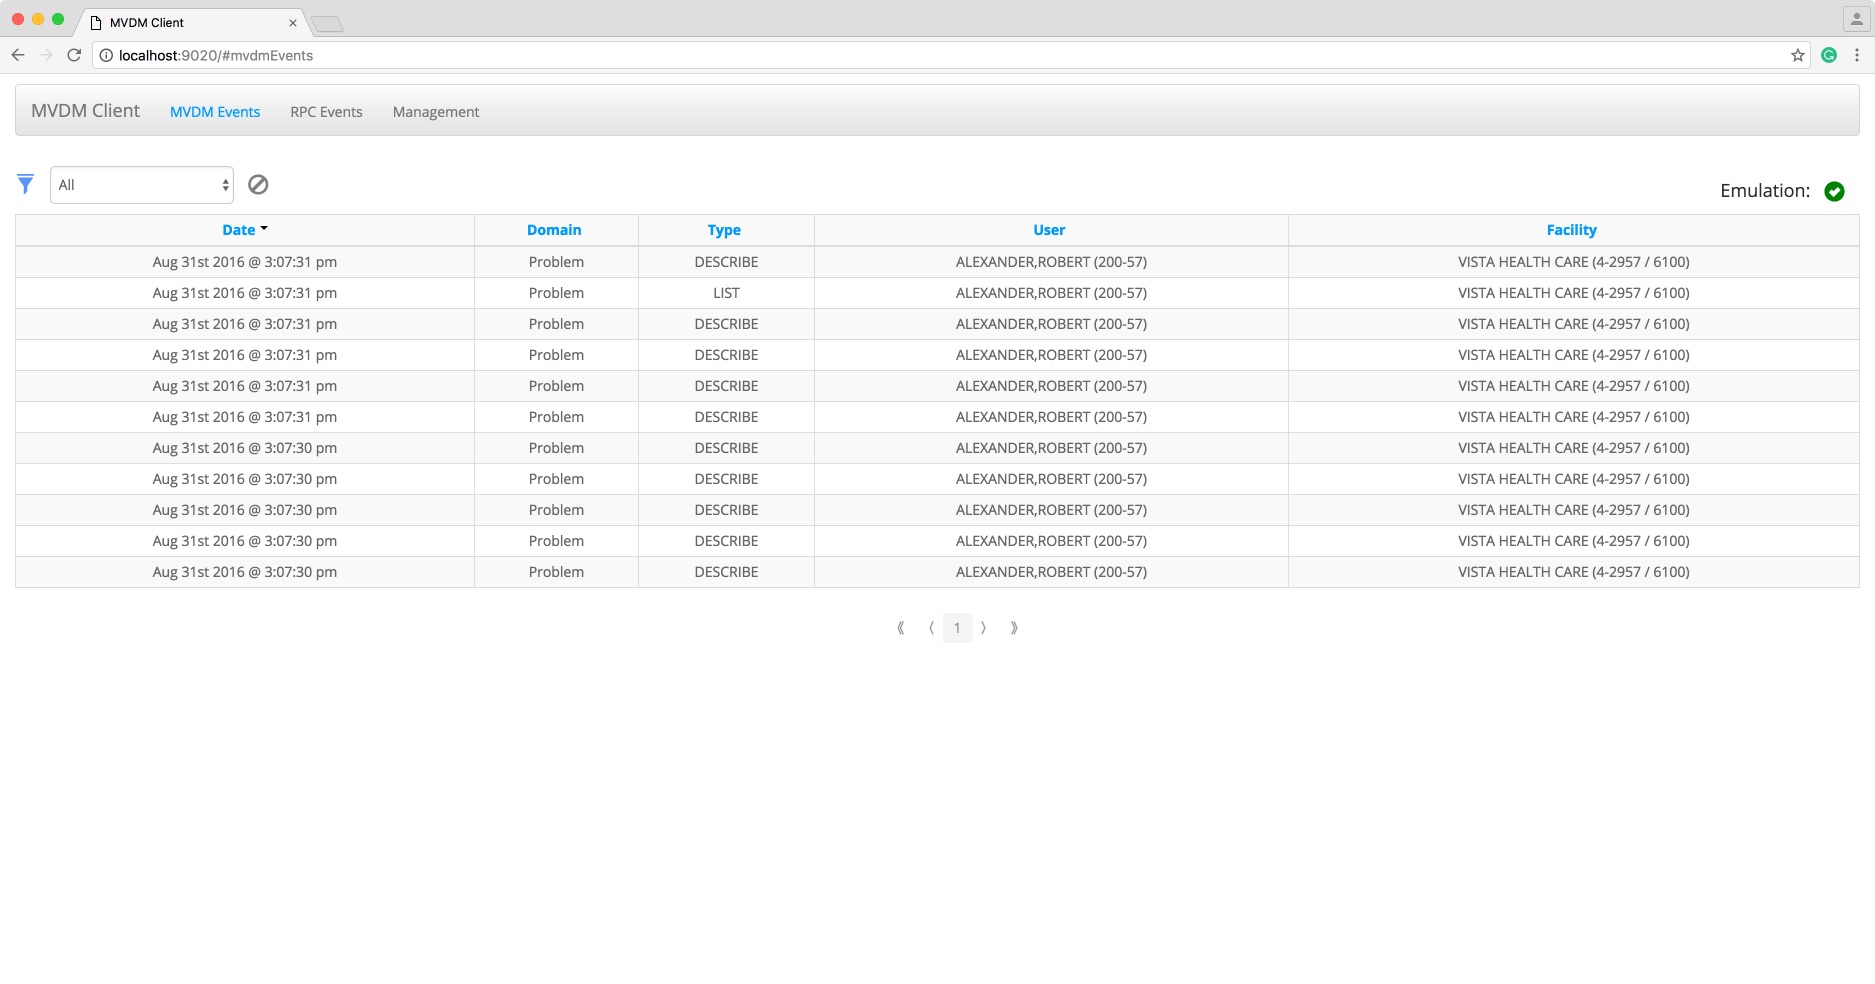 MVDM Client
localhost:9020/#mvdmEvents
MVDM Client MVDM Events RPC Events Management
All
Emulation:
Date Domain Type User Facility
Aug 31st 2016 @ 3:07:31 pm Problem DESCRIBE ALEXANDER,ROBERT (200-57) VISTA HEALTH CARE (4-2957 / 6100)
Aug 31st 2016 @ 3:07:31 pm Problem LIST ALEXANDER,ROBERT (200-57) VISTA HEALTH CARE (4-2957 / 6100)
Aug 31st 2016 @ 3:07:31 pm Problem DESCRIBE ALEXANDER,ROBERT (200-57) VISTA HEALTH CARE (4-2957 / 6100)
Aug 31st 2016 @ 3:07:31 pm Problem DESCRIBE ALEXANDER,ROBERT (200-57) VISTA HEALTH CARE (4-2957 / 6100)
Aug 31st 2016 @ 3:07:31 pm Problem DESCRIBE ALEXANDER,ROBERT (200-57) VISTA HEALTH CARE (4-2957 / 6100)
Aug 31st 2016 @ 3:07:31 pm Problem DESCRIBE ALEXANDER,ROBERT (200-57) VISTA HEALTH CARE (4-2957 / 6100)
Aug 31st 2016 @ 3:07:30 pm Problem DESCRIBE ALEXANDER,ROBERT (200-57) VISTA HEALTH CARE (4-2957 / 6100)
Aug 31st 2016 @ 3:07:30 pm Problem DESCRIBE ALEXANDER,ROBERT (200-57) VISTA HEALTH CARE (4-2957 / 6100)
Aug 31st 2016 @ 3:07:30 pm Problem DESCRIBE ALEXANDER,ROBERT (200-57) VISTA HEALTH CARE (4-2957 / 6100)
Aug 31st 2016 @ 3:07:30 pm Problem DESCRIBE ALEXANDER,ROBERT (200-57) VISTA HEALTH CARE (4-2957 / 6100)
Aug 31st 2016 @ 3:07:30 pm Problem DESCRIBE ALEXANDER,ROBERT (200-57) VISTA HEALTH CARE (4-2957 / 6100)
《 〈 1 〉 》